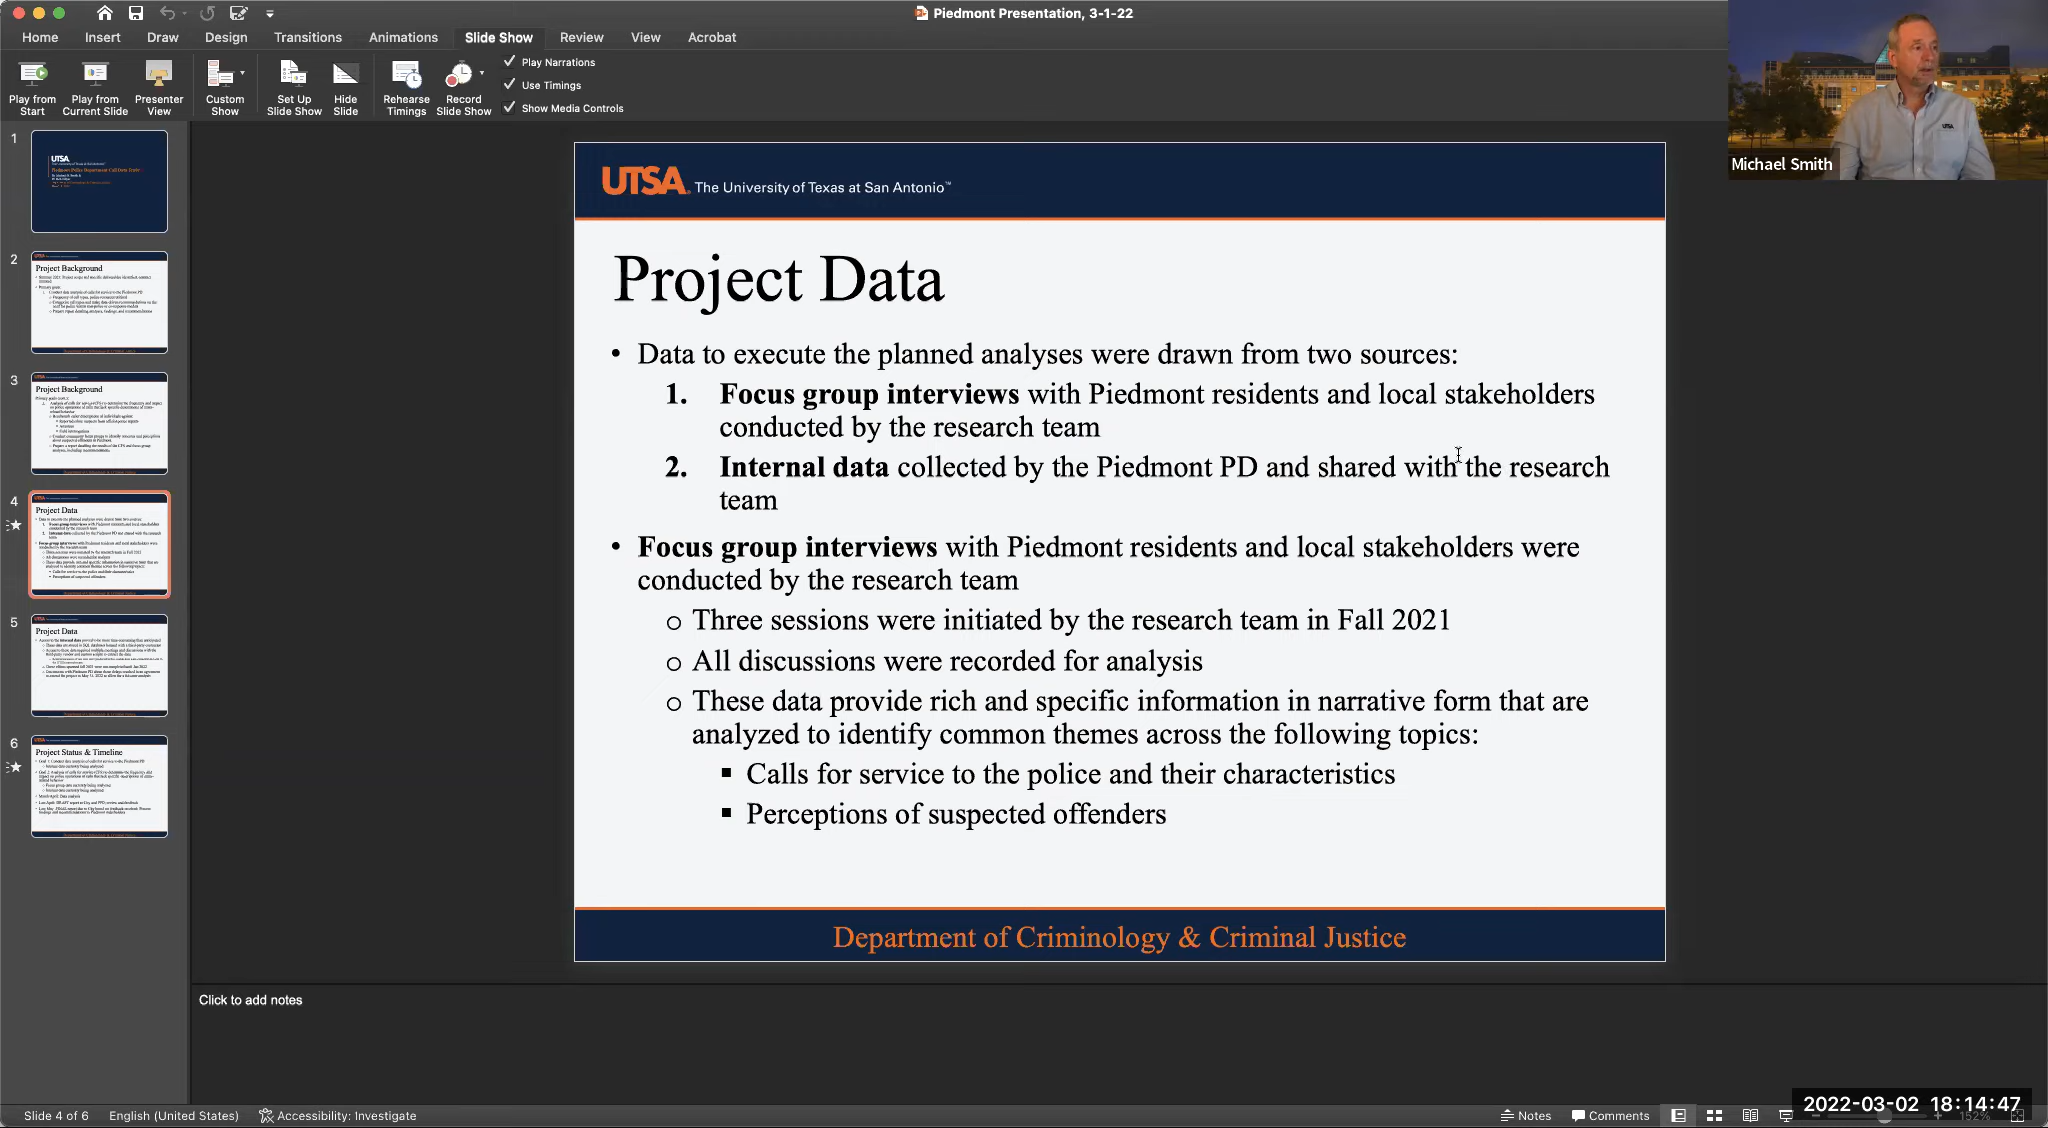 Piedmont Presentation, 3-1-22
Home Insert Draw Design Transitions Animations Slide Show Review View Acrobat
Play from Start
Play from Current Slide
Presenter View
Custom Show
Set Up Slide Show
Hide Slide
Rehearse Timings
Record Slide Show
Play Narrations
Use Timings
Show Media Controls
Michael Smith
UTSA
1
UTSA
2
Project Background
3
Project Background
4
Project Data
5
Project Data
6
Project Status & Timeline
UTSA The University of Texas at San Antonio™
Project Data
• Data to execute the planned analyses were drawn from two sources:
1. Focus group interviews with Piedmont residents and local stakeholders
conducted by the research team
2. Internal data collected by the Piedmont PD and shared with the research
team
• Focus group interviews with Piedmont residents and local stakeholders were
conducted by the research team
o Three sessions were initiated by the research team in Fall 2021
o All discussions were recorded for analysis
o These data provide rich and specific information in narrative form that are
analyzed to identify common themes across the following topics:
▪ Calls for service to the police and their characteristics
▪ Perceptions of suspected offenders
Department of Criminology & Criminal Justice
Click to add notes
Slide 4 of 6 English (United States) Accessibility: Investigate
Notes Comments 152%
2022-03-02 18:14:47